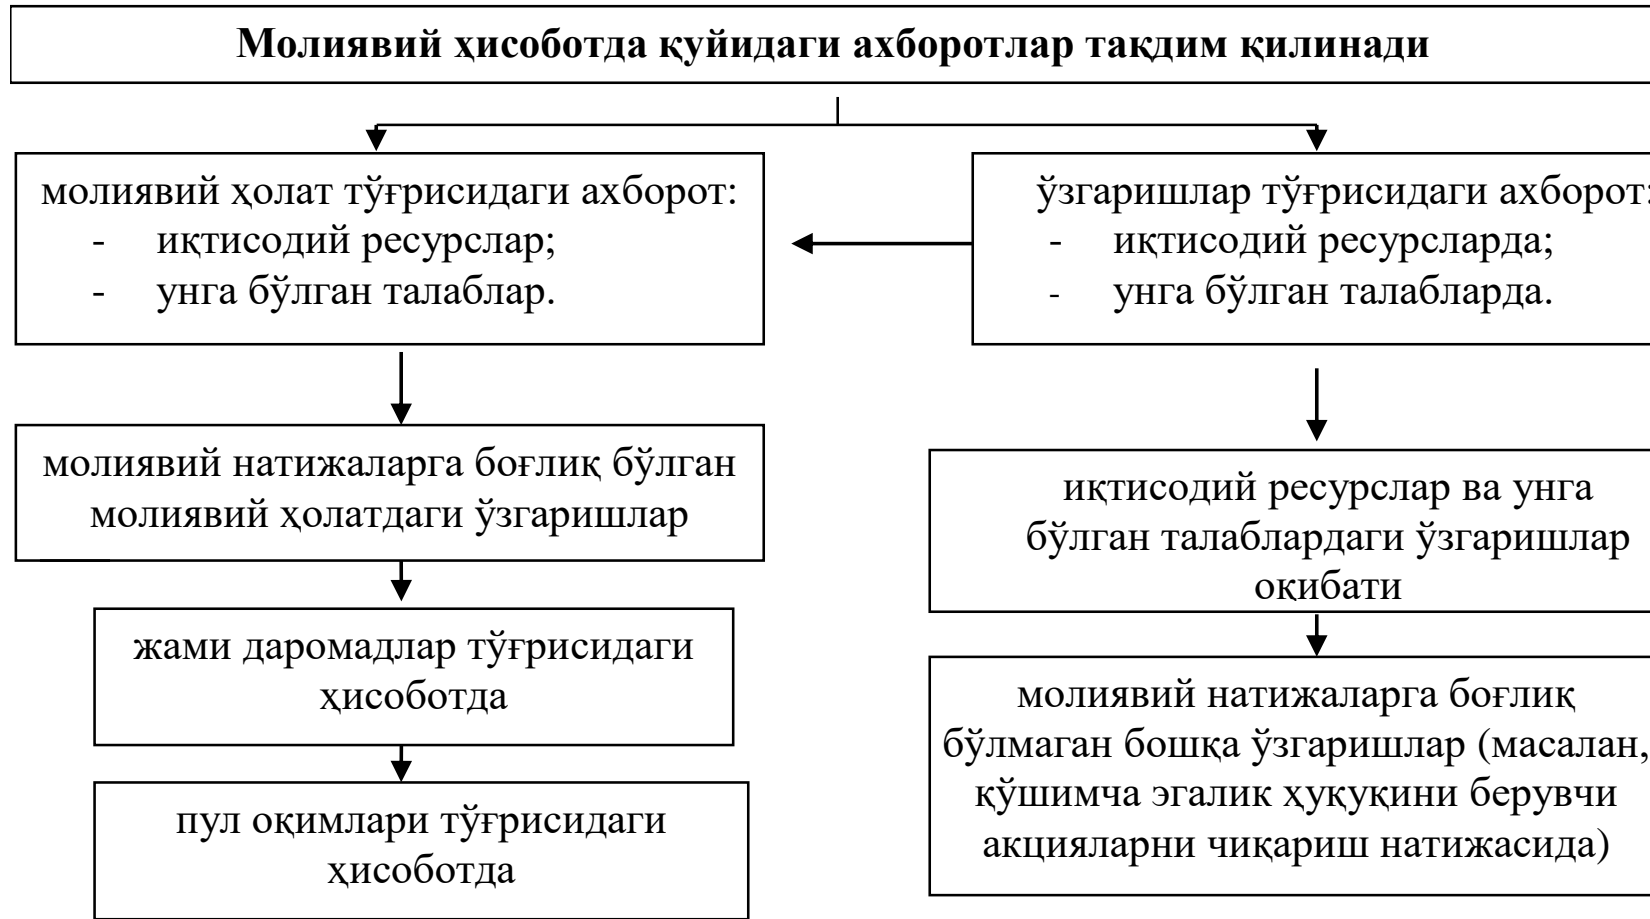 Молиявий ҳисоботда қуйидаги ахборотлар тақдим қилинади
молиявий ҳолат тўғрисидаги ахборот:
- иқтисодий ресурслар;
- унга бўлган талаблар.
ўзгаришлар тўғрисидаги ахборот:
- иқтисодий ресурсларда;
- унга бўлган талабларда.
молиявий натижаларга боғлиқ бўлган
молиявий ҳолатдаги ўзгаришлар
иқтисодий ресурслар ва унга
бўлган талаблардаги ўзгаришлар
оқибати
жами даромадлар тўғрисидаги
ҳисоботда
пул оқимлари тўғрисидаги
ҳисоботда
молиявий натижаларга боғлиқ
бўлмаган бошқа ўзгаришлар (масалан,
қўшимча эгалик ҳуқуқини берувчи
акцияларни чиқариш натижасида)